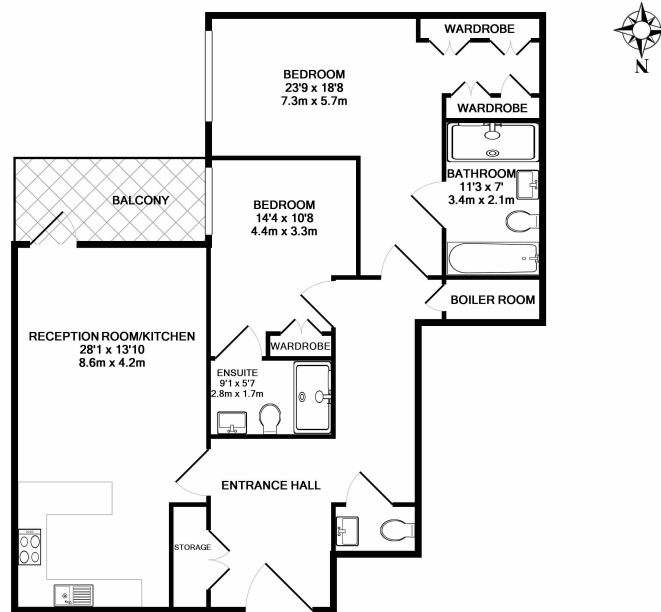 WARDROBE
N
BEDROOM
23'9 x 18'8
7.3m x 5.7m
WARDROBE
BATHROOM
11'3 x 7'
3.4m x 2.1m
BALCONY
BEDROOM
14'4 x 10'8
4.4m x 3.3m
BOILER ROOM
RECEPTION ROOM/KITCHEN
28'1 x 13'10
8.6m x 4.2m
WARDROBE
ENSUITE
9'1 x 5'7
2.8m x 1.7m
ENTRANCE HALL
STORAGE